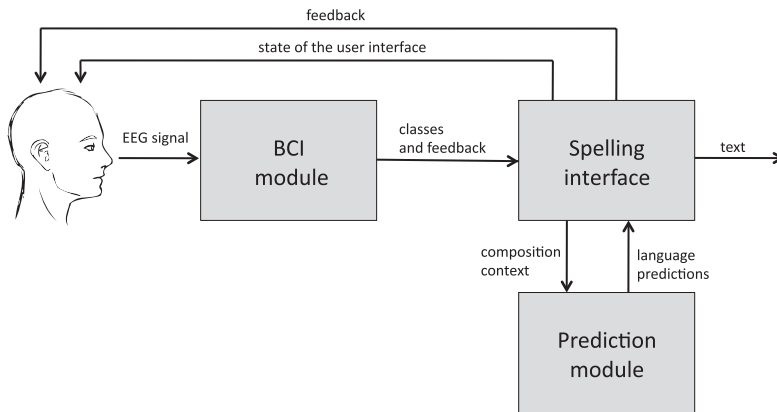 feedback
state of the user interface
EEG signal
BCI
module
classes
and feedback
Spelling
interface
text
composition
context
language
predictions
Prediction
module